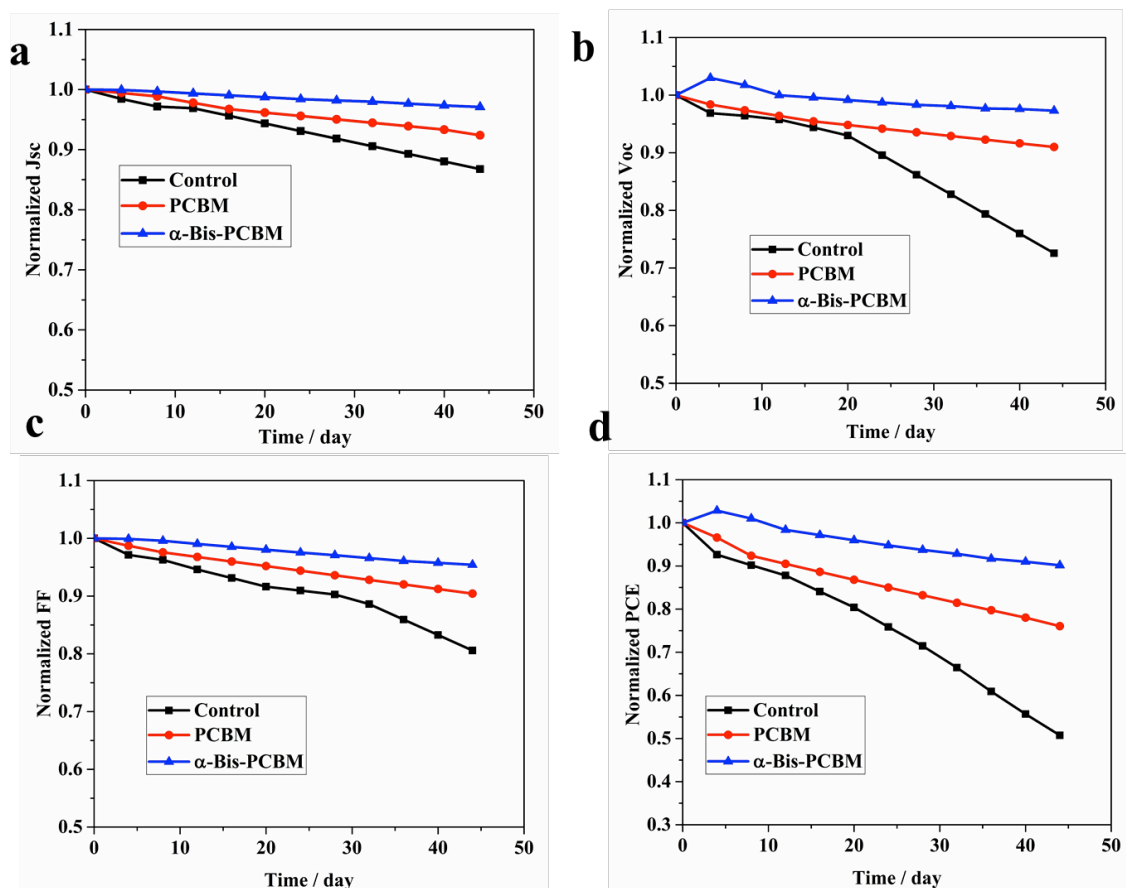 a
1.1
1.0
0.9
0.8
0.7
0.6
0.5
0 10 20 30 40 50
Normalized Jsc
Time / day
Control
PCBM
α-Bis-PCBM
b
1.1
1.0
0.9
0.8
0.7
0.6
0.5
0 10 20 30 40 50
Normalized Voc
Time / day
Control
PCBM
α-Bis-PCBM
c
1.1
1.0
0.9
0.8
0.7
0.6
0.5
0 10 20 30 40 50
Normalized FF
Time / day
Control
PCBM
α-Bis-PCBM
d
1.1
1.0
0.9
0.8
0.7
0.6
0.5
0.4
0.3
0 10 20 30 40 50
Normalized PCE
Time / day
Control
PCBM
α-Bis-PCBM